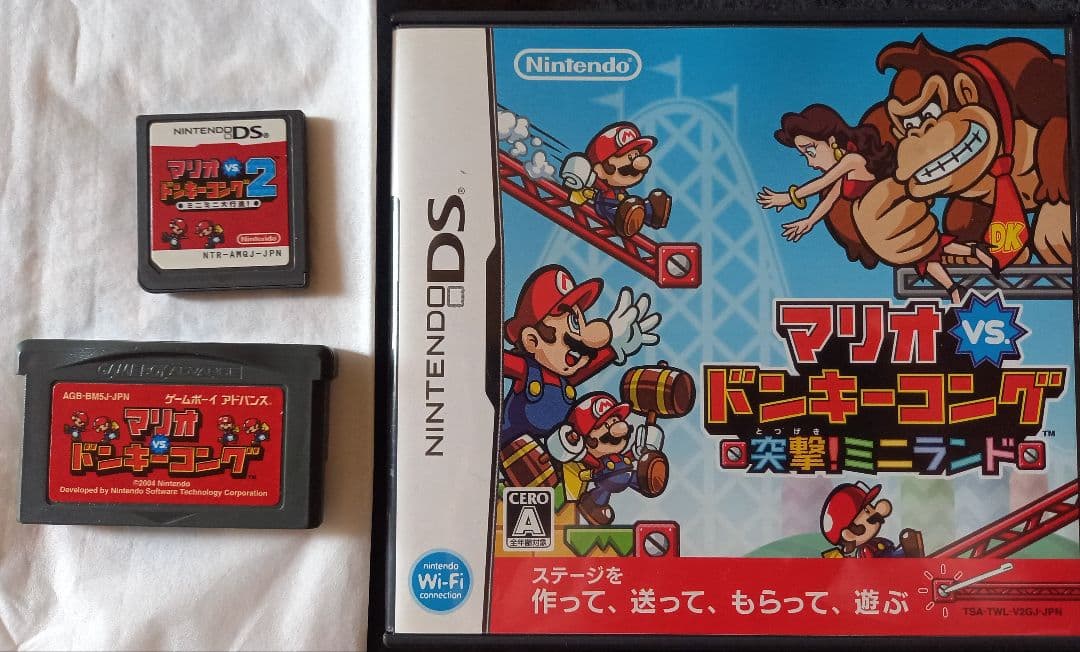 NINTENDO DS®
マリオ
vs.
ドンキーコング2
ミニミニ大行進!
Nintendo
NTR-AMQJ-JPN
GAME BOY ADVANCE
AGB-BM5J-JPN ゲームボーイ アドバンス®
マリオ
vs.
ドンキーコング™
©2004 Nintendo
Developed by Nintendo Software Technology Corporation
NINTENDO DS®
nintendo
Wi-Fi
connection
Nintendo®
M
DK
マリオ vs.
ドンキーコング™
とつげき
突撃!ミニランド
CERO
A
全年齢対象
ステージを
作って、送って、もらって、遊ぶ
TSA-TWL-V2GJ-JPN